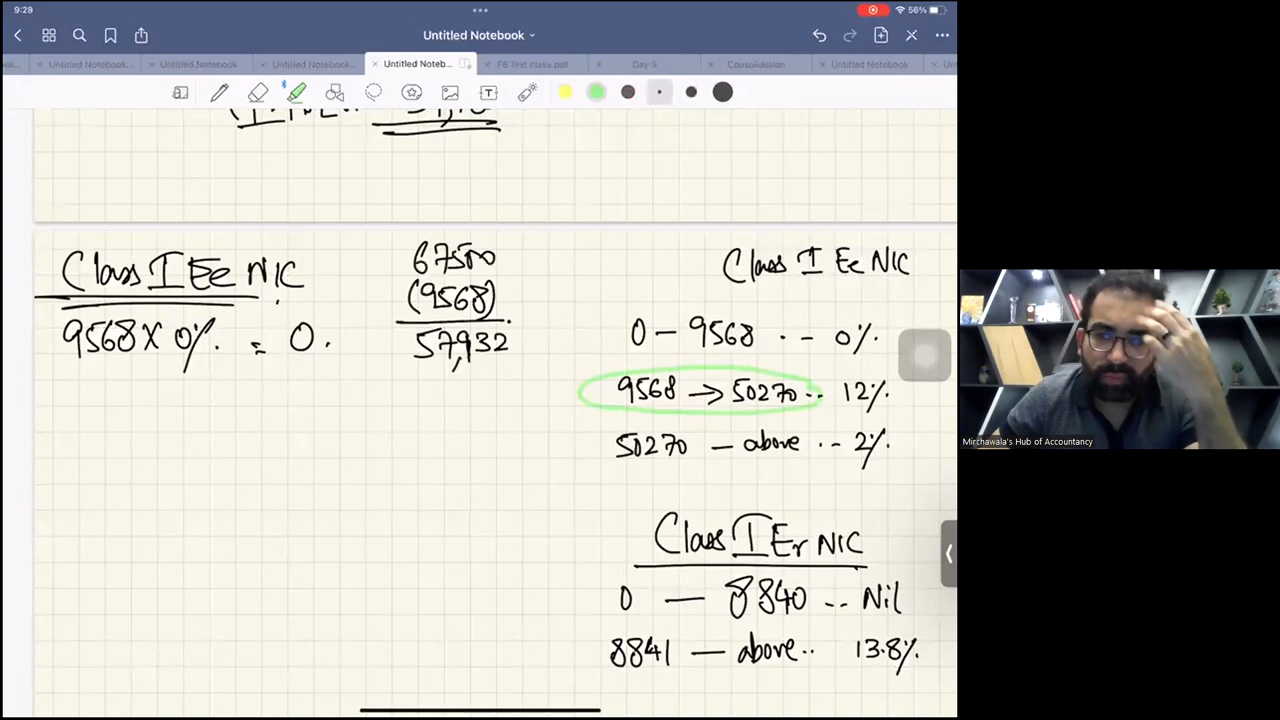 9:29
56%
Untitled Notebook
Untitled Notebook...
Untitled Notebook
Untitled Notebook...
Untitled Noteb...
F6 first class.pdf
Day 3
Consolidation
Untitled Notebook
Class I Ee NIC
9568 X 0% = 0.
67500
(9568)
57,932
Class I Ee NIC
0 - 9568 . - 0%
9568 → 50270 .. 12%
50270 - above .. 2%
Class I Er NIC
0 — 8840 .. Nil
8841 — above .. 13.8%
Mirchawala's Hub of Accountancy